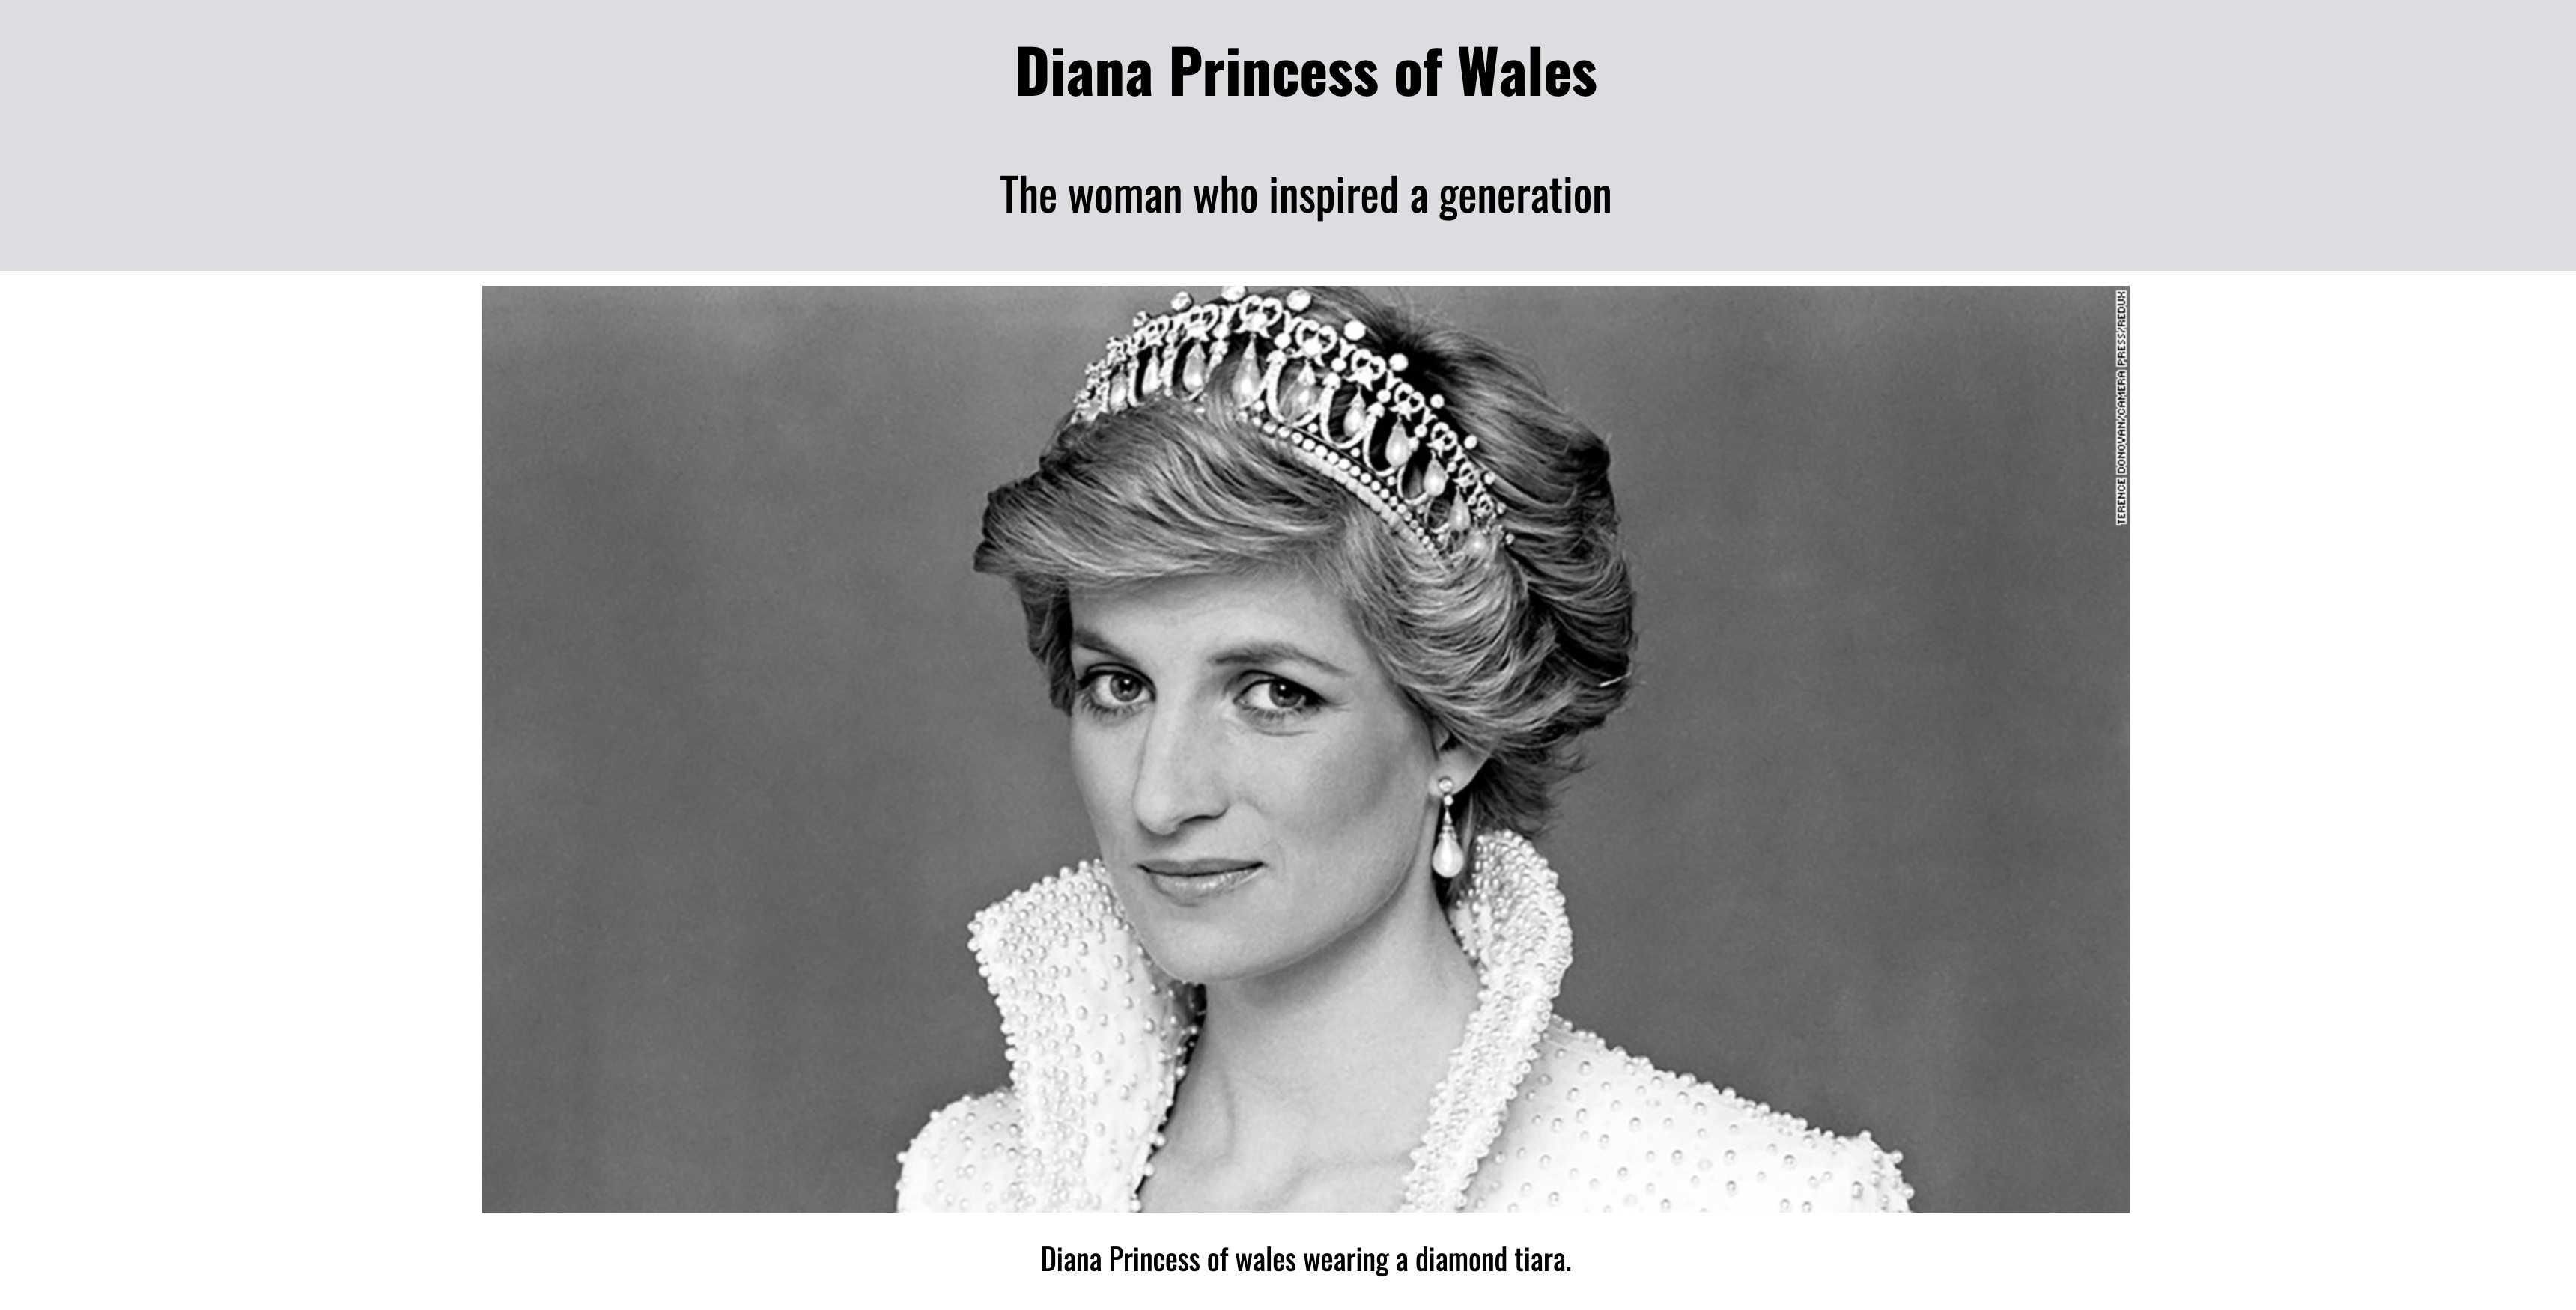 Diana Princess of Wales
The woman who inspired a generation
TERENCE DONOVAN/CAMERA PRESS/REDUX
Diana Princess of wales wearing a diamond tiara.